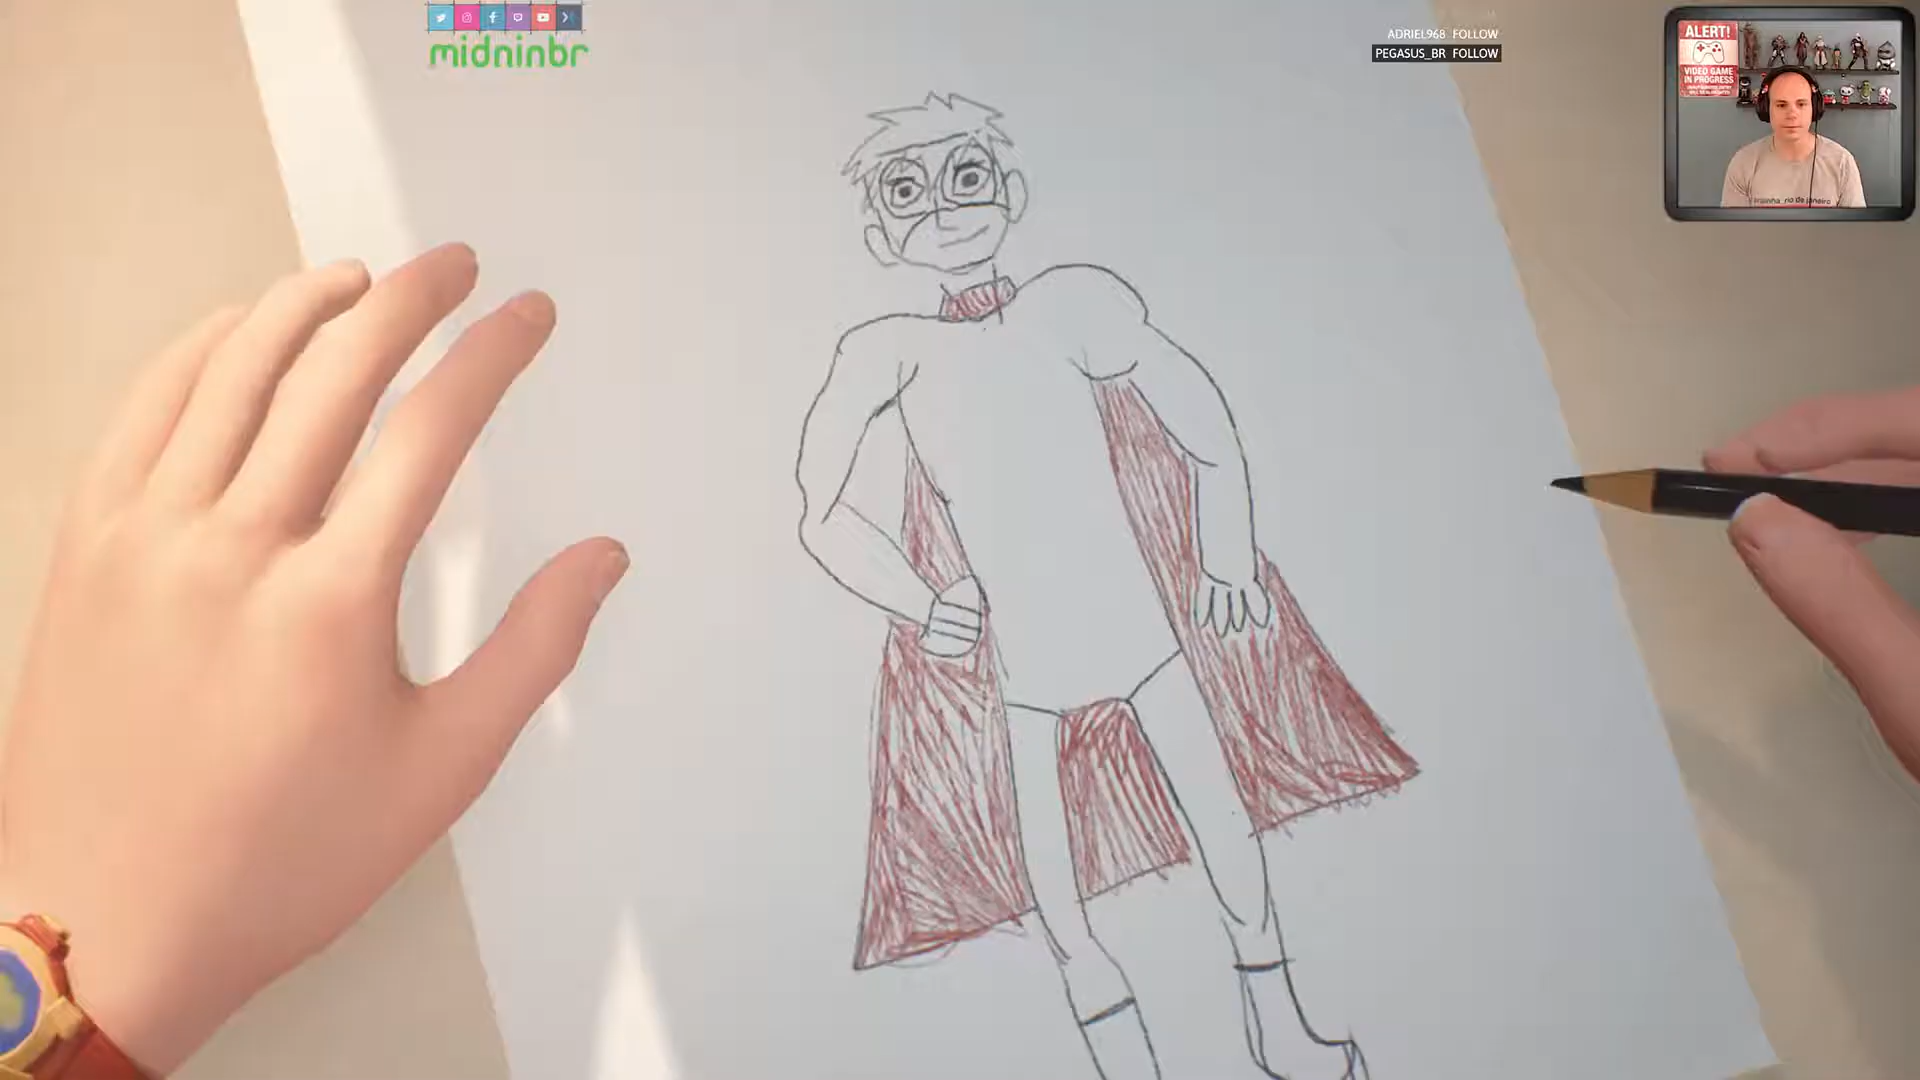 midninbr
ADRIEL968 FOLLOW
PEGASUS_BR FOLLOW
ALERT!
VIDEO GAME
IN PROGRESS